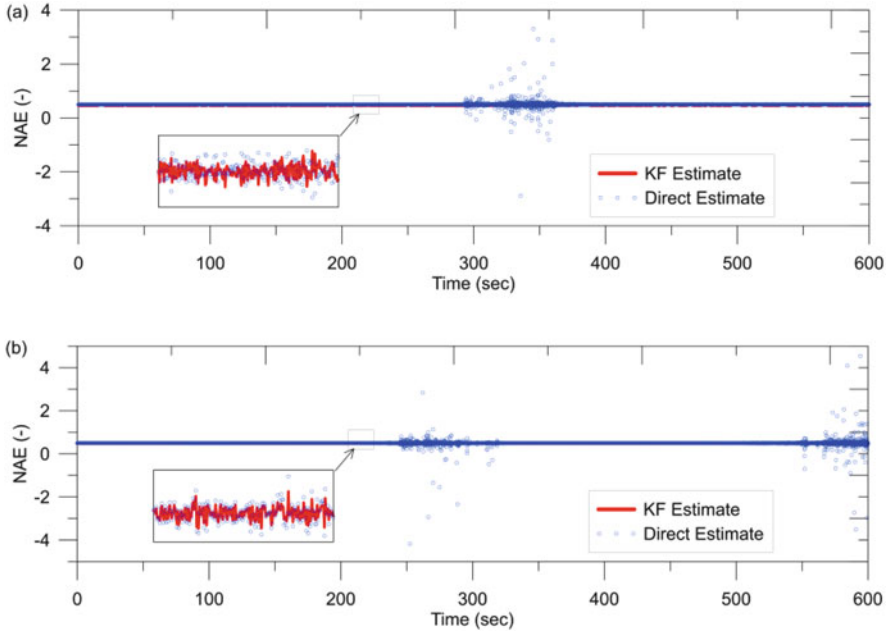 (a)
NAE (-)
4
2
0
-2
-4
KF Estimate
Direct Estimate
0 100 200 300 400 500 600
Time (sec)
(b)
NAE (-)
4
2
0
-2
-4
KF Estimate
Direct Estimate
0 100 200 300 400 500 600
Time (sec)